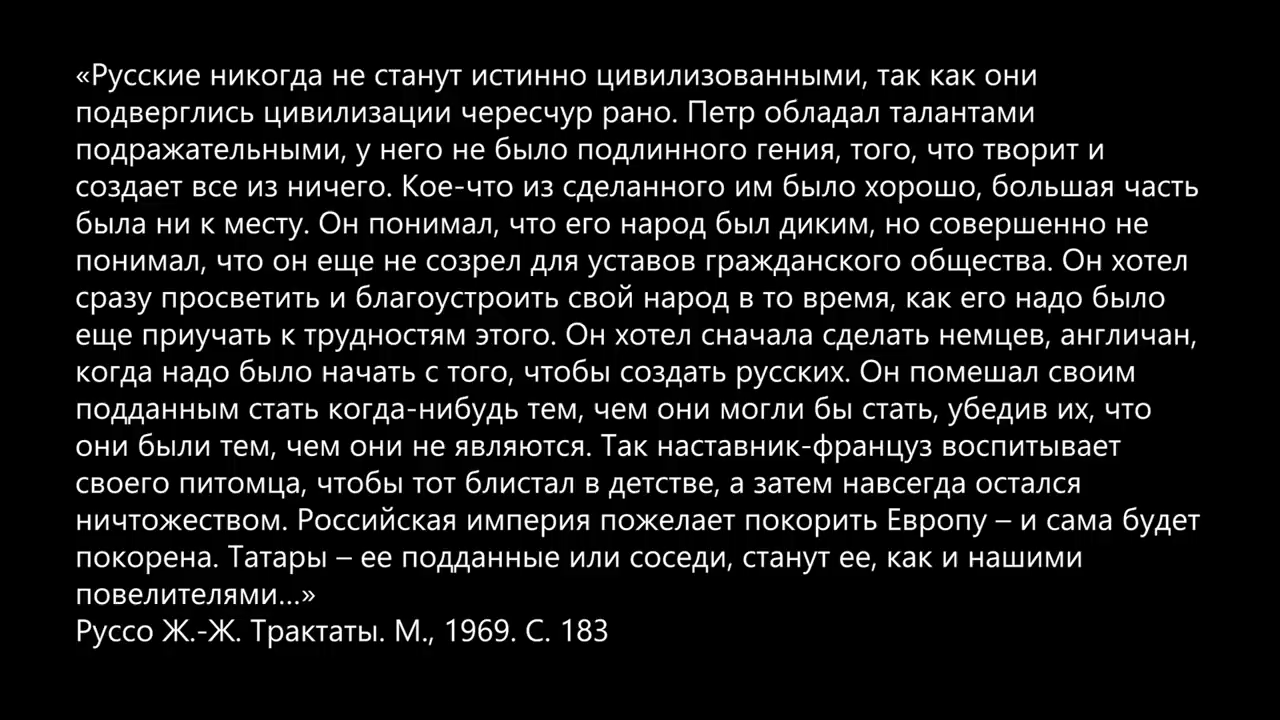 «Русские никогда не станут истинно цивилизованными, так как они
подверглись цивилизации чересчур рано. Петр обладал талантами
подражательными, у него не было подлинного гения, того, что творит и
создает все из ничего. Кое-что из сделанного им было хорошо, большая часть
была ни к месту. Он понимал, что его народ был диким, но совершенно не
понимал, что он еще не созрел для уставов гражданского общества. Он хотел
сразу просветить и благоустроить свой народ в то время, как его надо было
еще приучать к трудностям этого. Он хотел сначала сделать немцев, англичан,
когда надо было начать с того, чтобы создать русских. Он помешал своим
подданным стать когда-нибудь тем, чем они могли бы стать, убедив их, что
они были тем, чем они не являются. Так наставник-француз воспитывает
своего питомца, чтобы тот блистал в детстве, а затем навсегда остался
ничтожеством. Российская империя пожелает покорить Европу – и сама будет
покорена. Татары – ее подданные или соседи, станут ее, как и нашими
повелителями...»
Руссо Ж.-Ж. Трактаты. М., 1969. С. 183